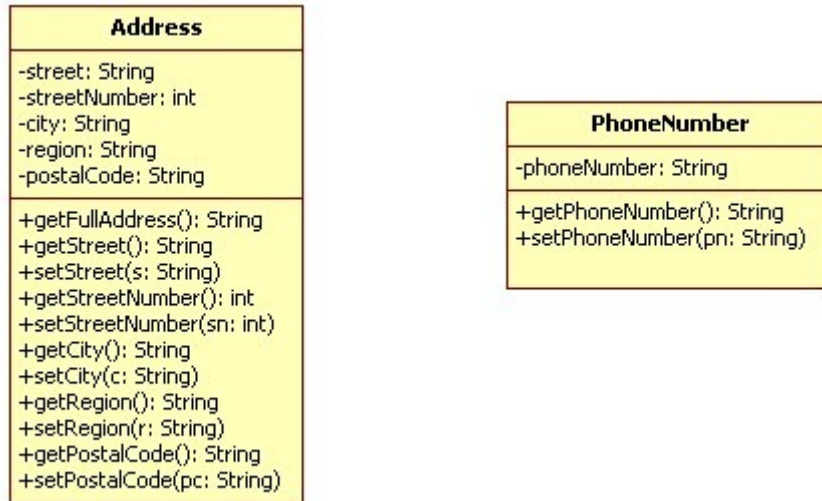 Address
-street: String
-streetNumber: int
-city: String
-region: String
-postalCode: String
+getFullAddress(): String
+getStreet(): String
+setStreet(s: String)
+getStreetNumber(): int
+setStreetNumber(sn: int)
+getCity(): String
+setCity(c: String)
+getRegion(): String
+setRegion(r: String)
+getPostalCode(): String
+setPostalCode(pc: String)
PhoneNumber
-phoneNumber: String
+getPhoneNumber(): String
+setPhoneNumber(pn: String)